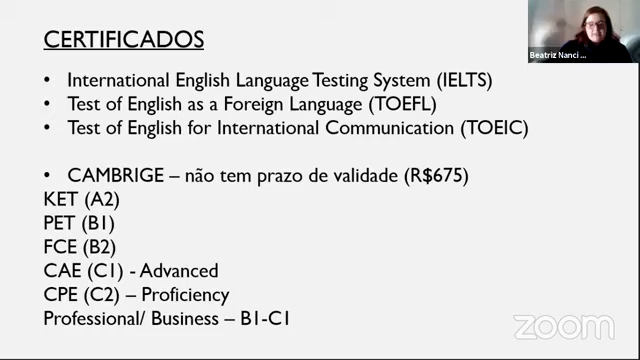 CERTIFICADOS
• International English Language Testing System (IELTS)
• Test of English as a Foreign Language (TOEFL)
• Test of English for International Communication (TOEIC)
• CAMBRIGE – não tem prazo de validade (R$675)
KET (A2)
PET (B1)
FCE (B2)
CAE (C1) - Advanced
CPE (C2) – Proficiency
Professional/ Business – B1-C1
Beatriz Nanci ...
zoom